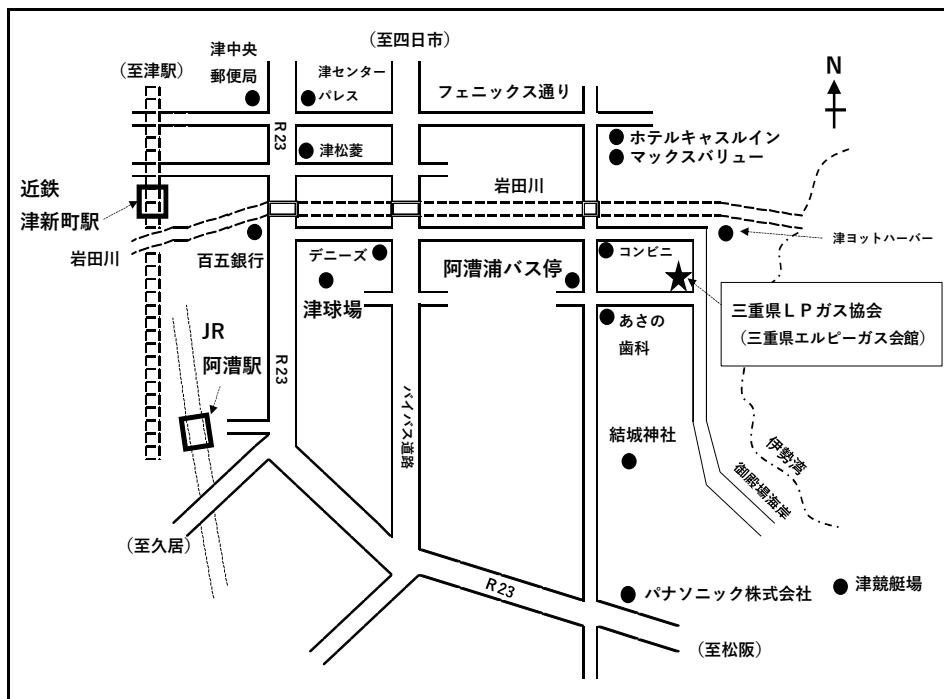 （至四日市）
津中央
郵便局
津センター
パレス
（至津駅）
フェニックス通り
N
R23
津松菱
ホテルキャスルイン
マックスバリュー
近鉄
津新町駅
岩田川
岩田川
百五銀行
デニーズ
津球場
阿漕浦バス停
コンビニ
津ヨットハーバー
三重県ＬＰガス協会
（三重県エルピーガス会館）
あさの
歯科
JR
阿漕駅
R23
バイパス道路
結城神社
伊勢湾
御殿場海岸
（至久居）
R23
パナソニック株式会社
津競艇場
（至松阪）